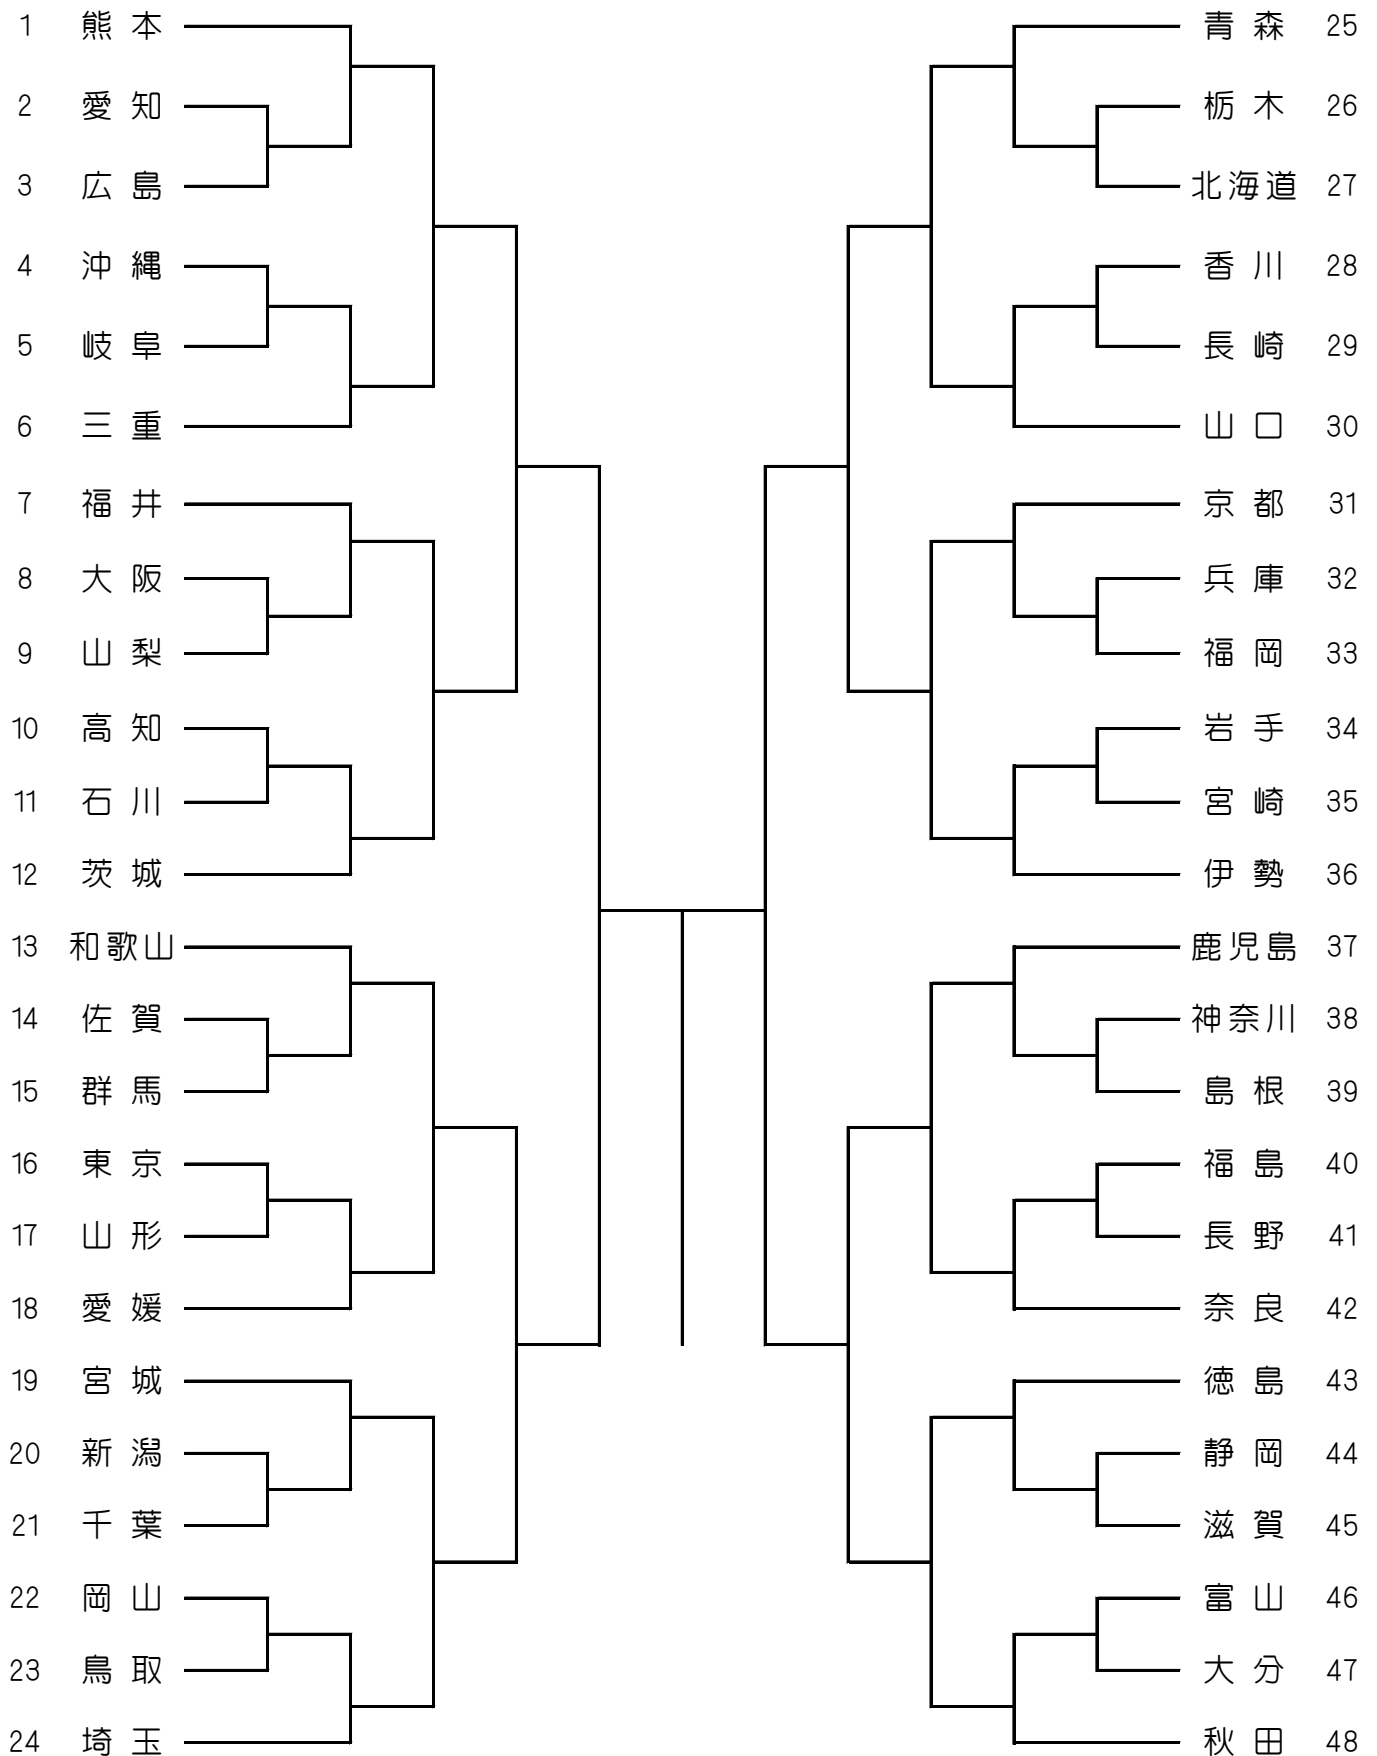 1 熊本
2 愛知
3 広島
4 沖縄
5 岐阜
6 三重
7 福井
8 大阪
9 山梨
10 高知
11 石川
12 茨城
13 和歌山
14 佐賀
15 群馬
16 東京
17 山形
18 愛媛
19 宮城
20 新潟
21 千葉
22 岡山
23 鳥取
24 埼玉
青森 25
栃木 26
北海道 27
香川 28
長崎 29
山口 30
京都 31
兵庫 32
福岡 33
岩手 34
宮崎 35
伊勢 36
鹿児島 37
神奈川 38
島根 39
福島 40
長野 41
奈良 42
徳島 43
静岡 44
滋賀 45
富山 46
大分 47
秋田 48